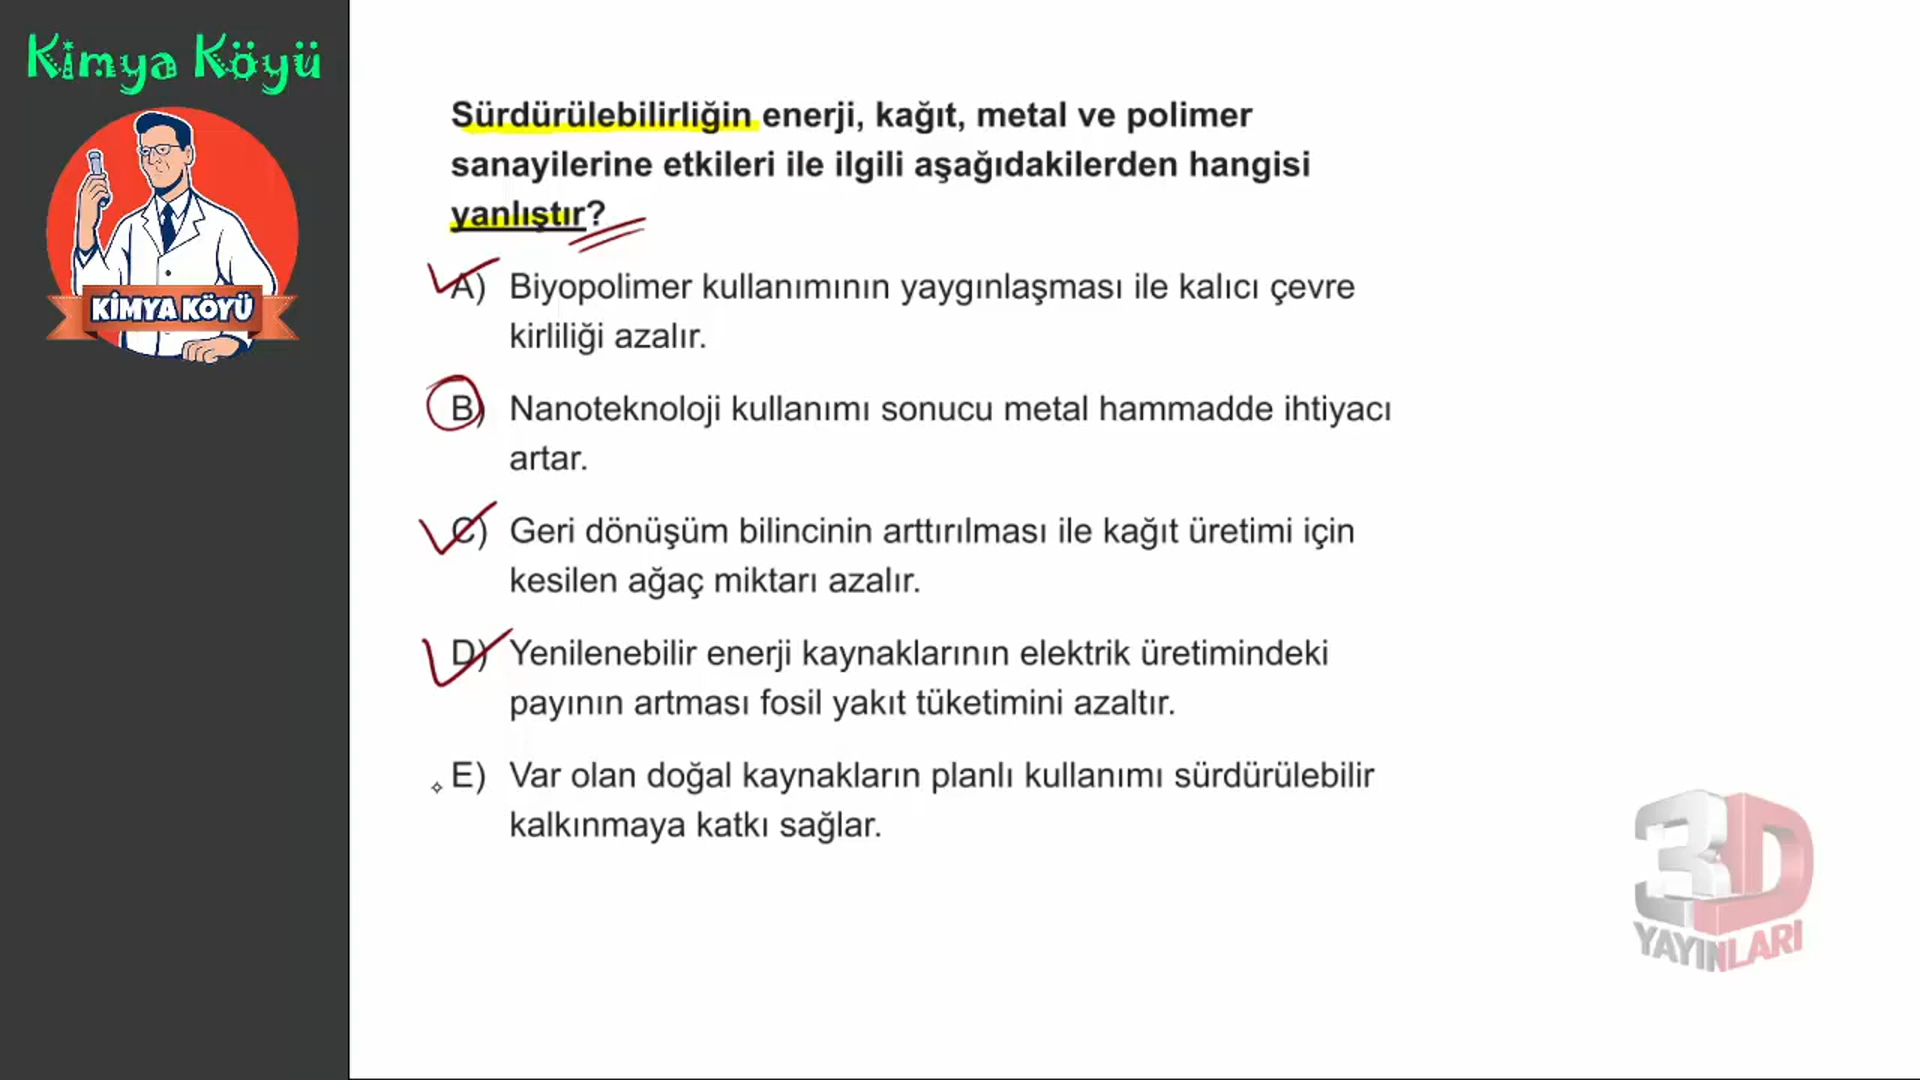 Kimya Köyü
KİMYA KÖYÜ
Sürdürülebilirliğin enerji, kağıt, metal ve polimer
sanayilerine etkileri ile ilgili aşağıdakilerden hangisi
yanlıştır?
A) Biyopolimer kullanımının yaygınlaşması ile kalıcı çevre
kirliliği azalır.
B) Nanoteknoloji kullanımı sonucu metal hammadde ihtiyacı
artar.
C) Geri dönüşüm bilincinin arttırılması ile kağıt üretimi için
kesilen ağaç miktarı azalır.
D) Yenilenebilir enerji kaynaklarının elektrik üretimindeki
payının artması fosil yakıt tüketimini azaltır.
E) Var olan doğal kaynakların planlı kullanımı sürdürülebilir
kalkınmaya katkı sağlar.
3D
YAYINLARI